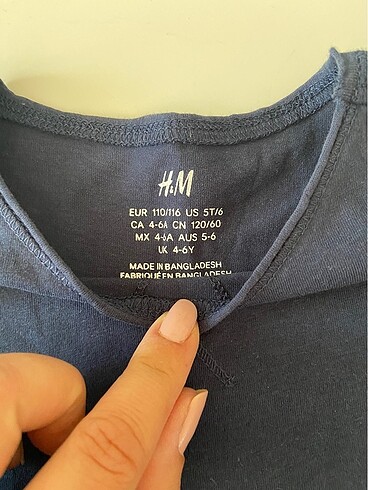 H&M
EUR 110/116 US 5T/6
CA 4-6A CN 120/60
MX 4-6A AUS 5-6
UK 4-6Y
MADE IN BANGLADESH
FABRIQUÉ EN BANGLADESH